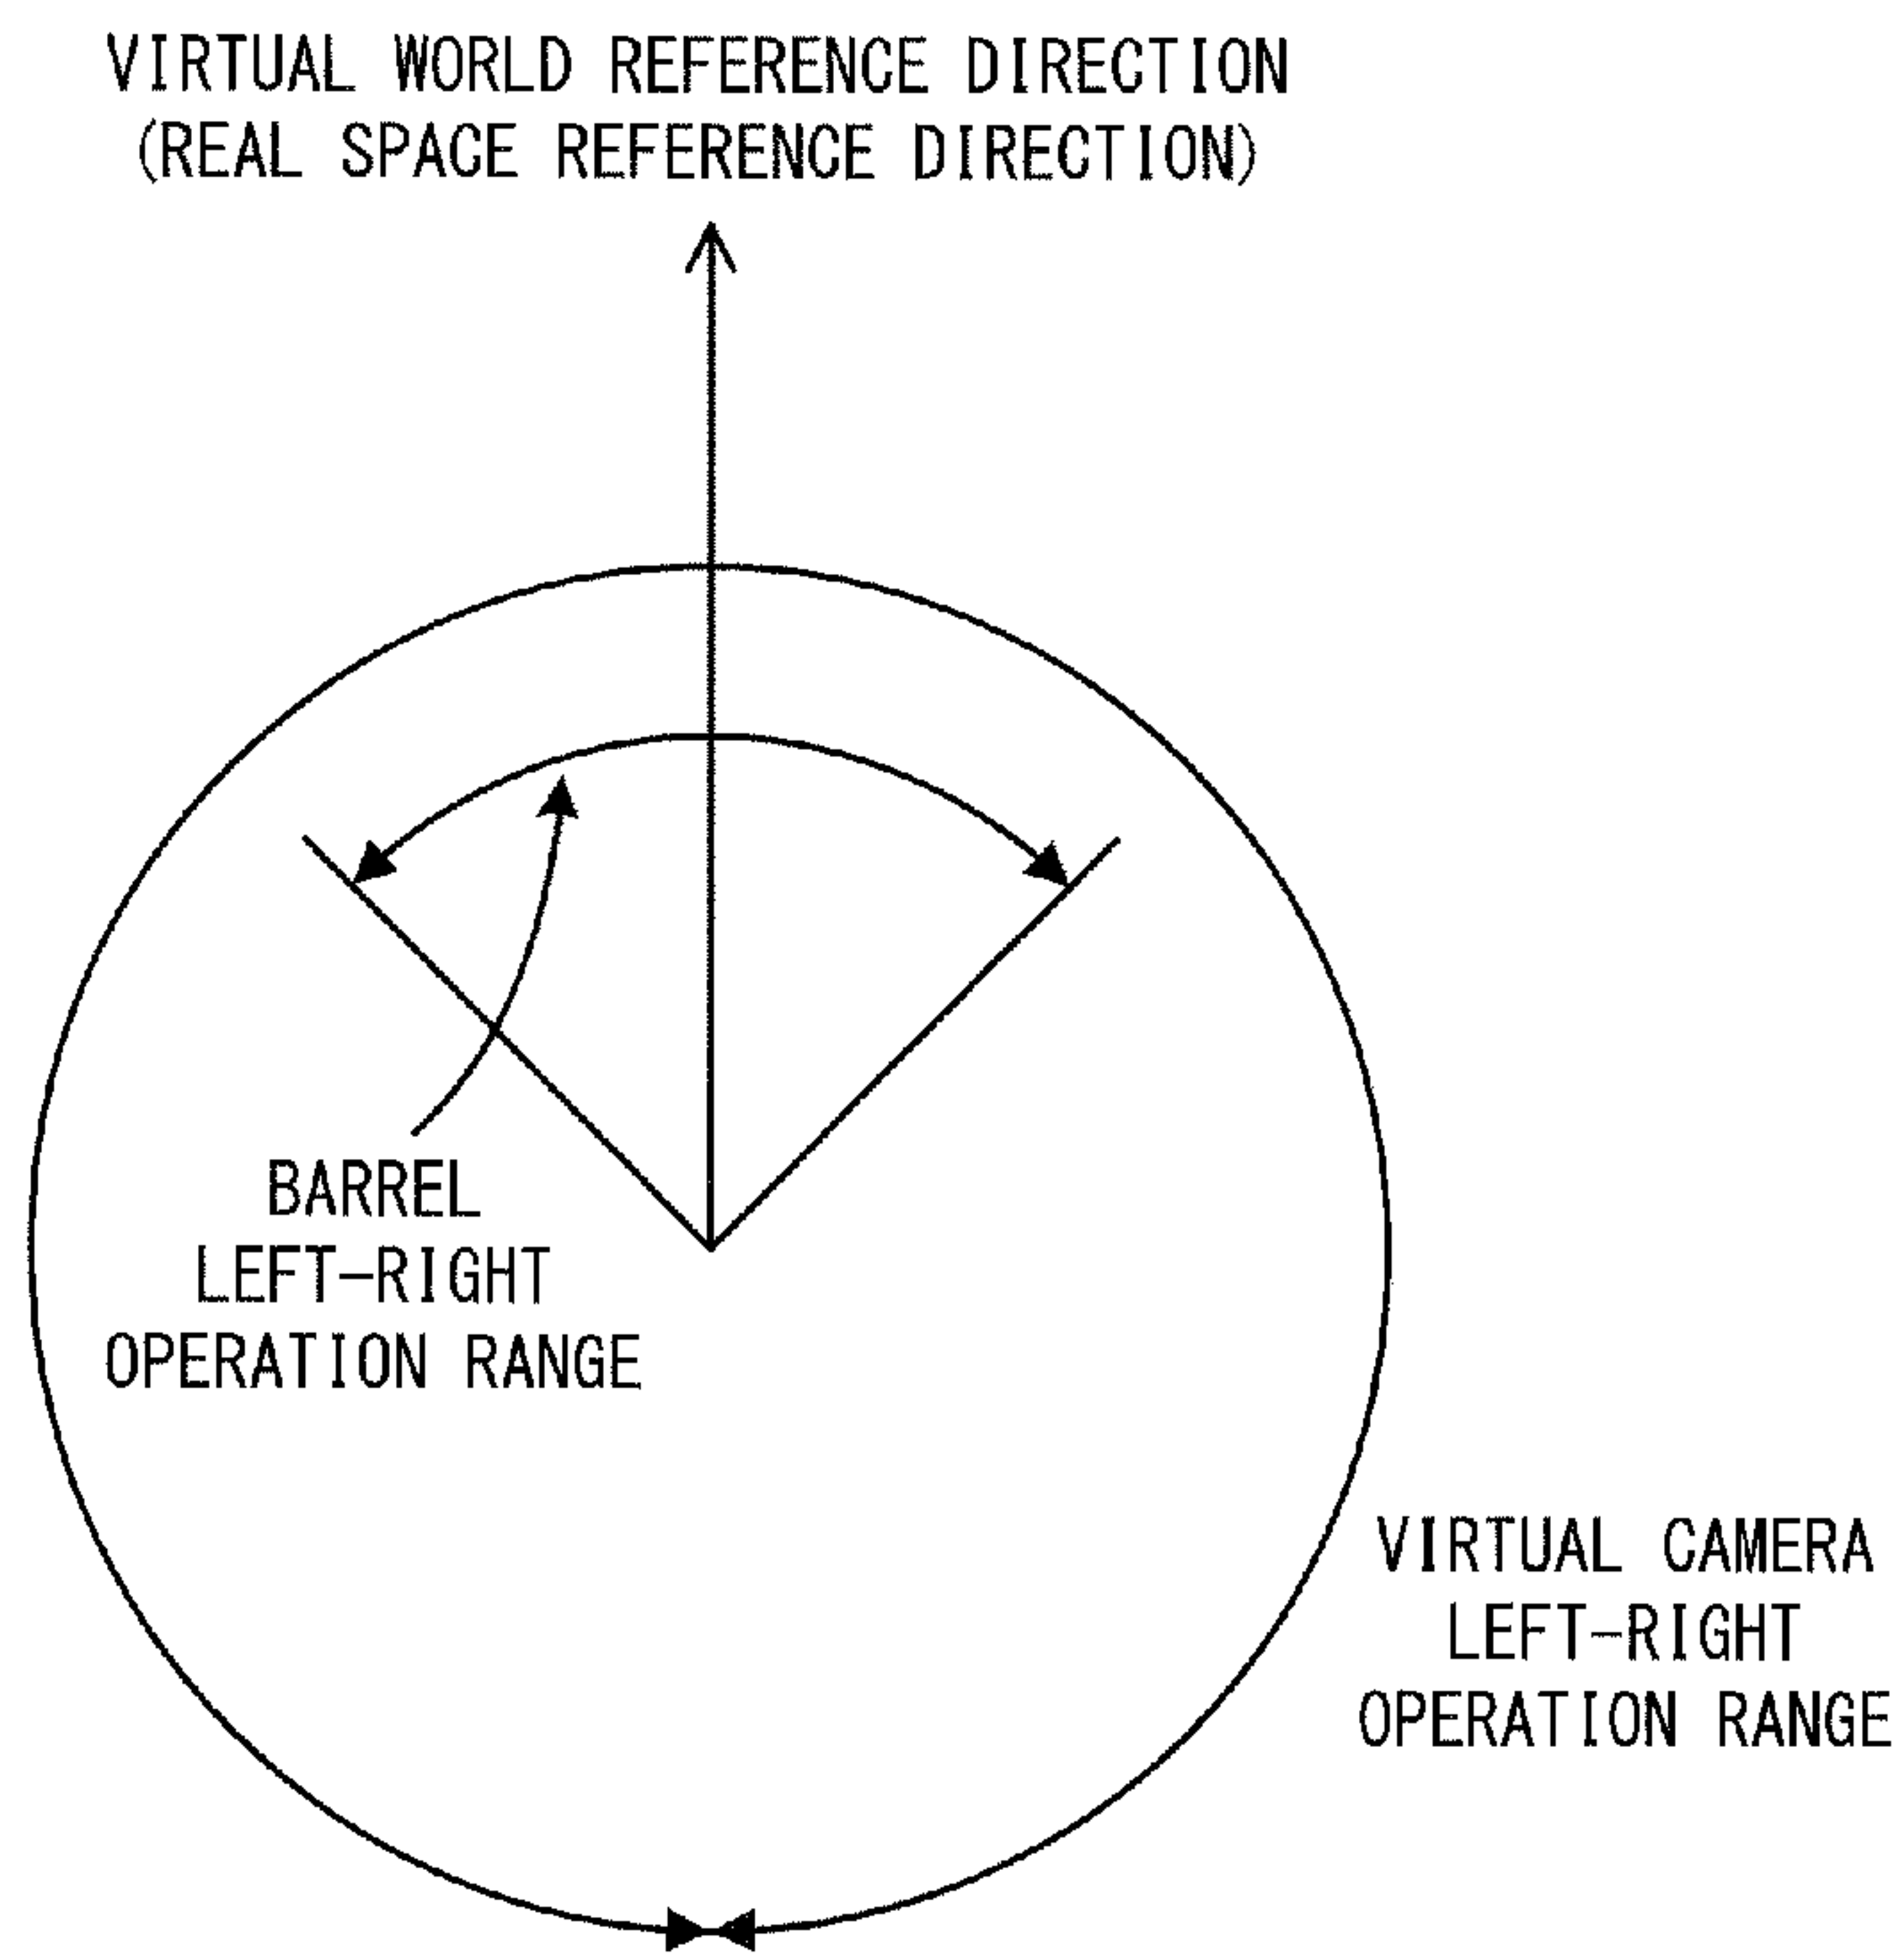 VIRTUAL WORLD REFERENCE DIRECTION
(REAL SPACE REFERENCE DIRECTION)
BARREL
LEFT-RIGHT
OPERATION RANGE
VIRTUAL CAMERA
LEFT-RIGHT
OPERATION RANGE